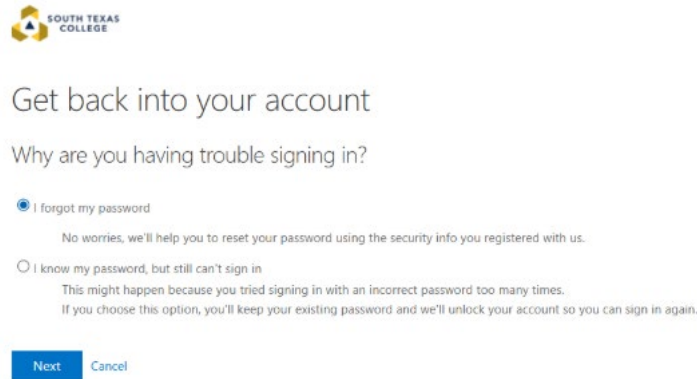 SOUTH TEXAS
COLLEGE
Get back into your account
Why are you having trouble signing in?
I forgot my password
No worries, we'll help you to reset your password using the security info you registered with us.
I know my password, but still can't sign in
This might happen because you tried signing in with an incorrect password too many times.
If you choose this option, you'll keep your existing password and we'll unlock your account so you can sign in again.
Next Cancel